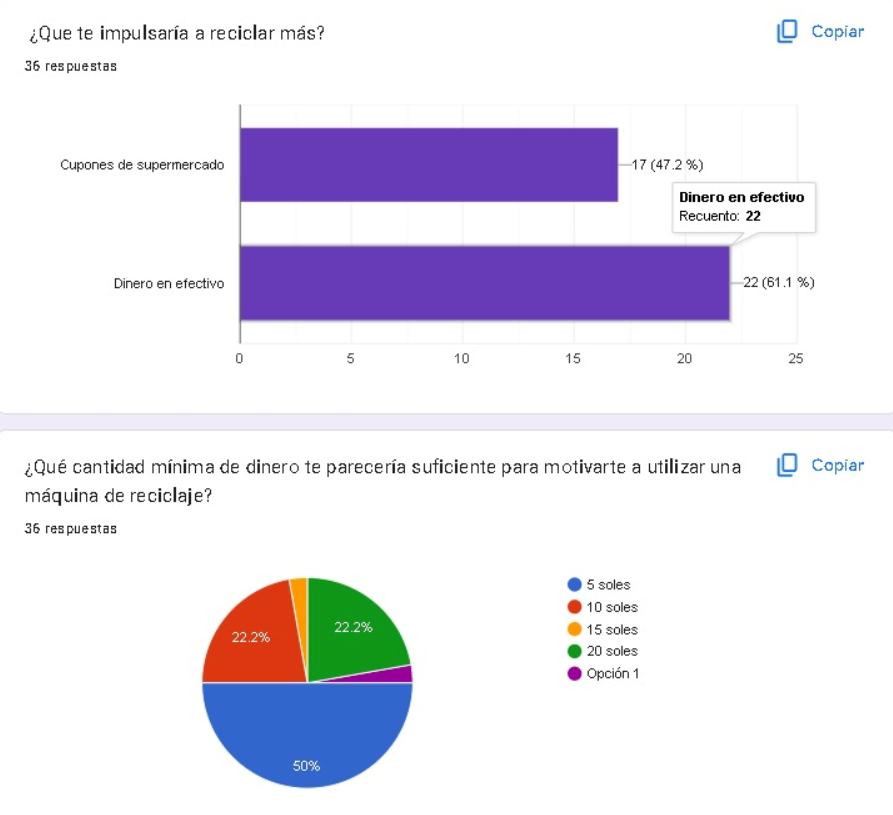 ¿Que te impulsaría a reciclar más?
Copiar
36 respuestas
Cupones de supermercado
17 (47.2 %)
Dinero en efectivo
Recuento: 22
Dinero en efectivo
22 (61.1 %)
0 5 10 15 20 25
¿Qué cantidad mínima de dinero te parecería suficiente para motivarte a utilizar una
máquina de reciclaje?
Copiar
36 respuestas
22.2%
22.2%
50%
5 soles
10 soles
15 soles
20 soles
Opción 1